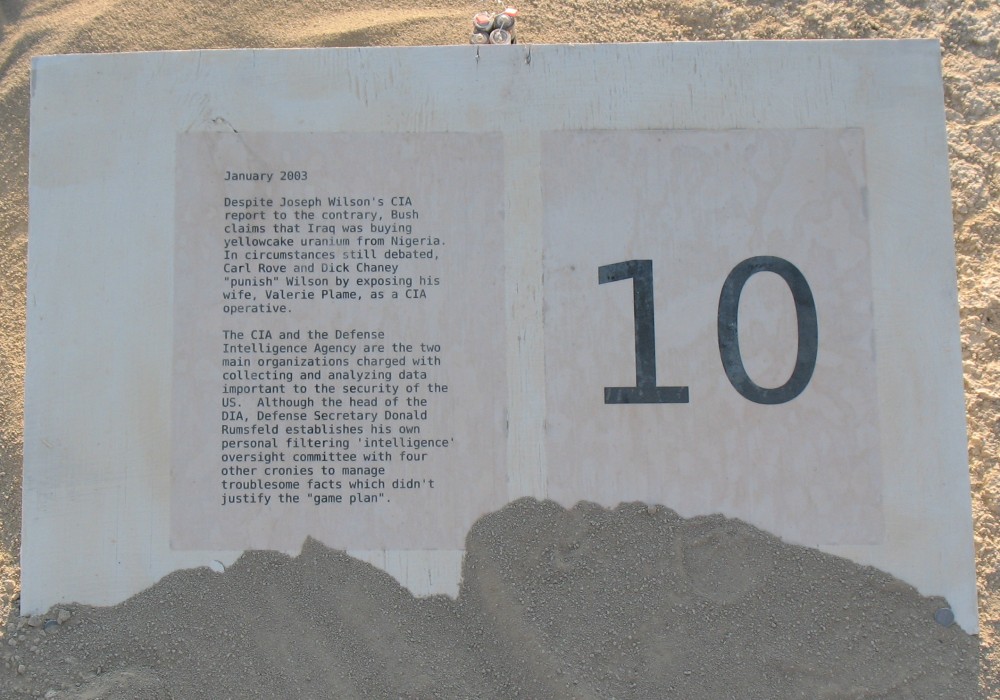 January 2003
Despite Joseph Wilson's CIA
report to the contrary, Bush
claims that Iraq was buying
yellowcake uranium from Nigeria.
In circumstances still debated,
Carl Rove and Dick Chaney
"punish" Wilson by exposing his
wife, Valerie Plame, as a CIA
operative.
The CIA and the Defense
Intelligence Agency are the two
main organizations charged with
collecting and analyzing data
important to the security of the
US.  Although the head of the
DIA, Defense Secretary Donald
Rumsfeld establishes his own
personal filtering 'intelligence'
oversight committee with four
other cronies to manage
troublesome facts which didn't
justify the "game plan".
10